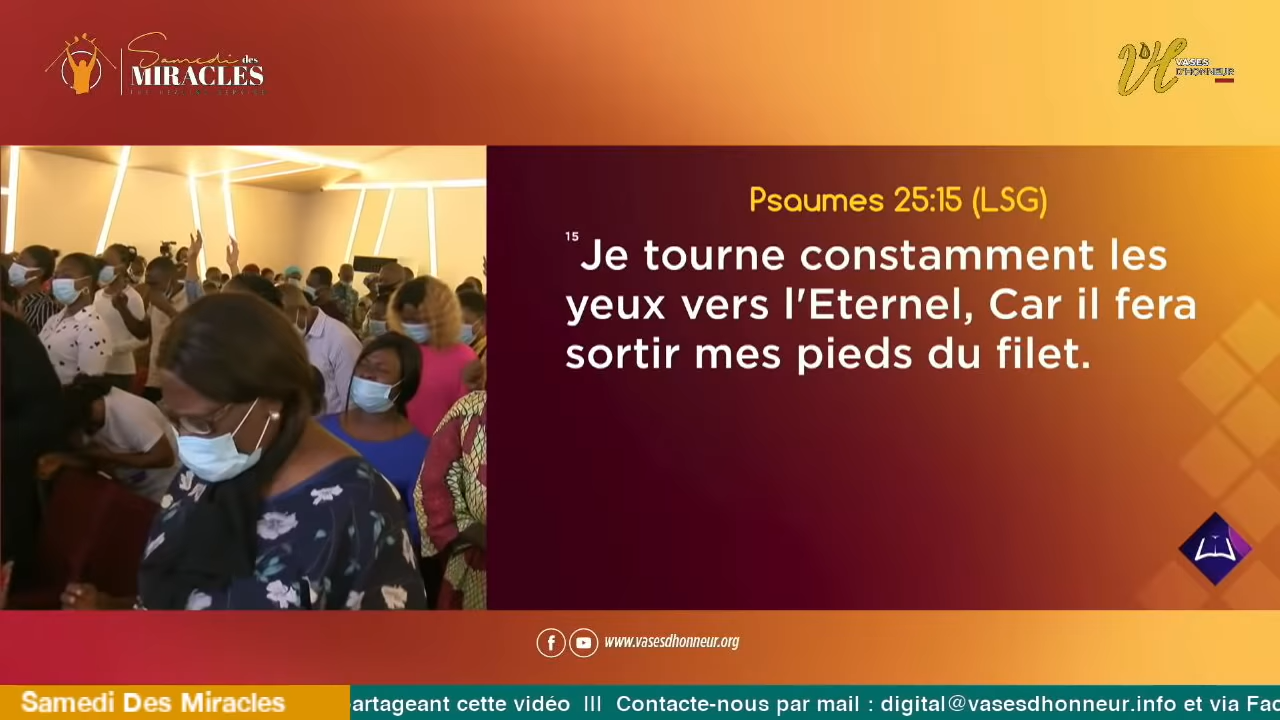 Samedi des
MIRACLES
VH
VASES
D'HONNEUR
Psaumes 25:15 (LSG)
15 Je tourne constamment les
yeux vers l'Eternel, Car il fera
sortir mes pieds du filet.
www.vasesdhonneur.org
Samedi Des Miracles
artageant cette vidéo III Contacte-nous par mail : digital@vasesdhonneur.info et via Fac